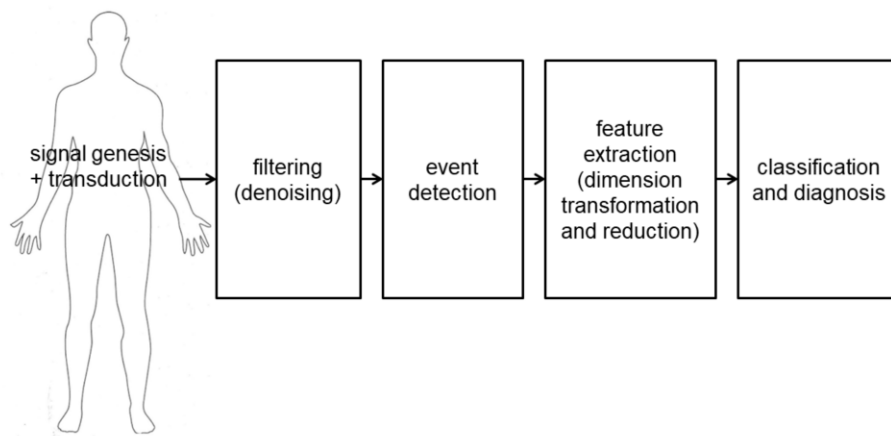 signal genesis
+ transduction
filtering
(denoising)
event
detection
feature
extraction
(dimension
transformation
and reduction)
classification
and diagnosis